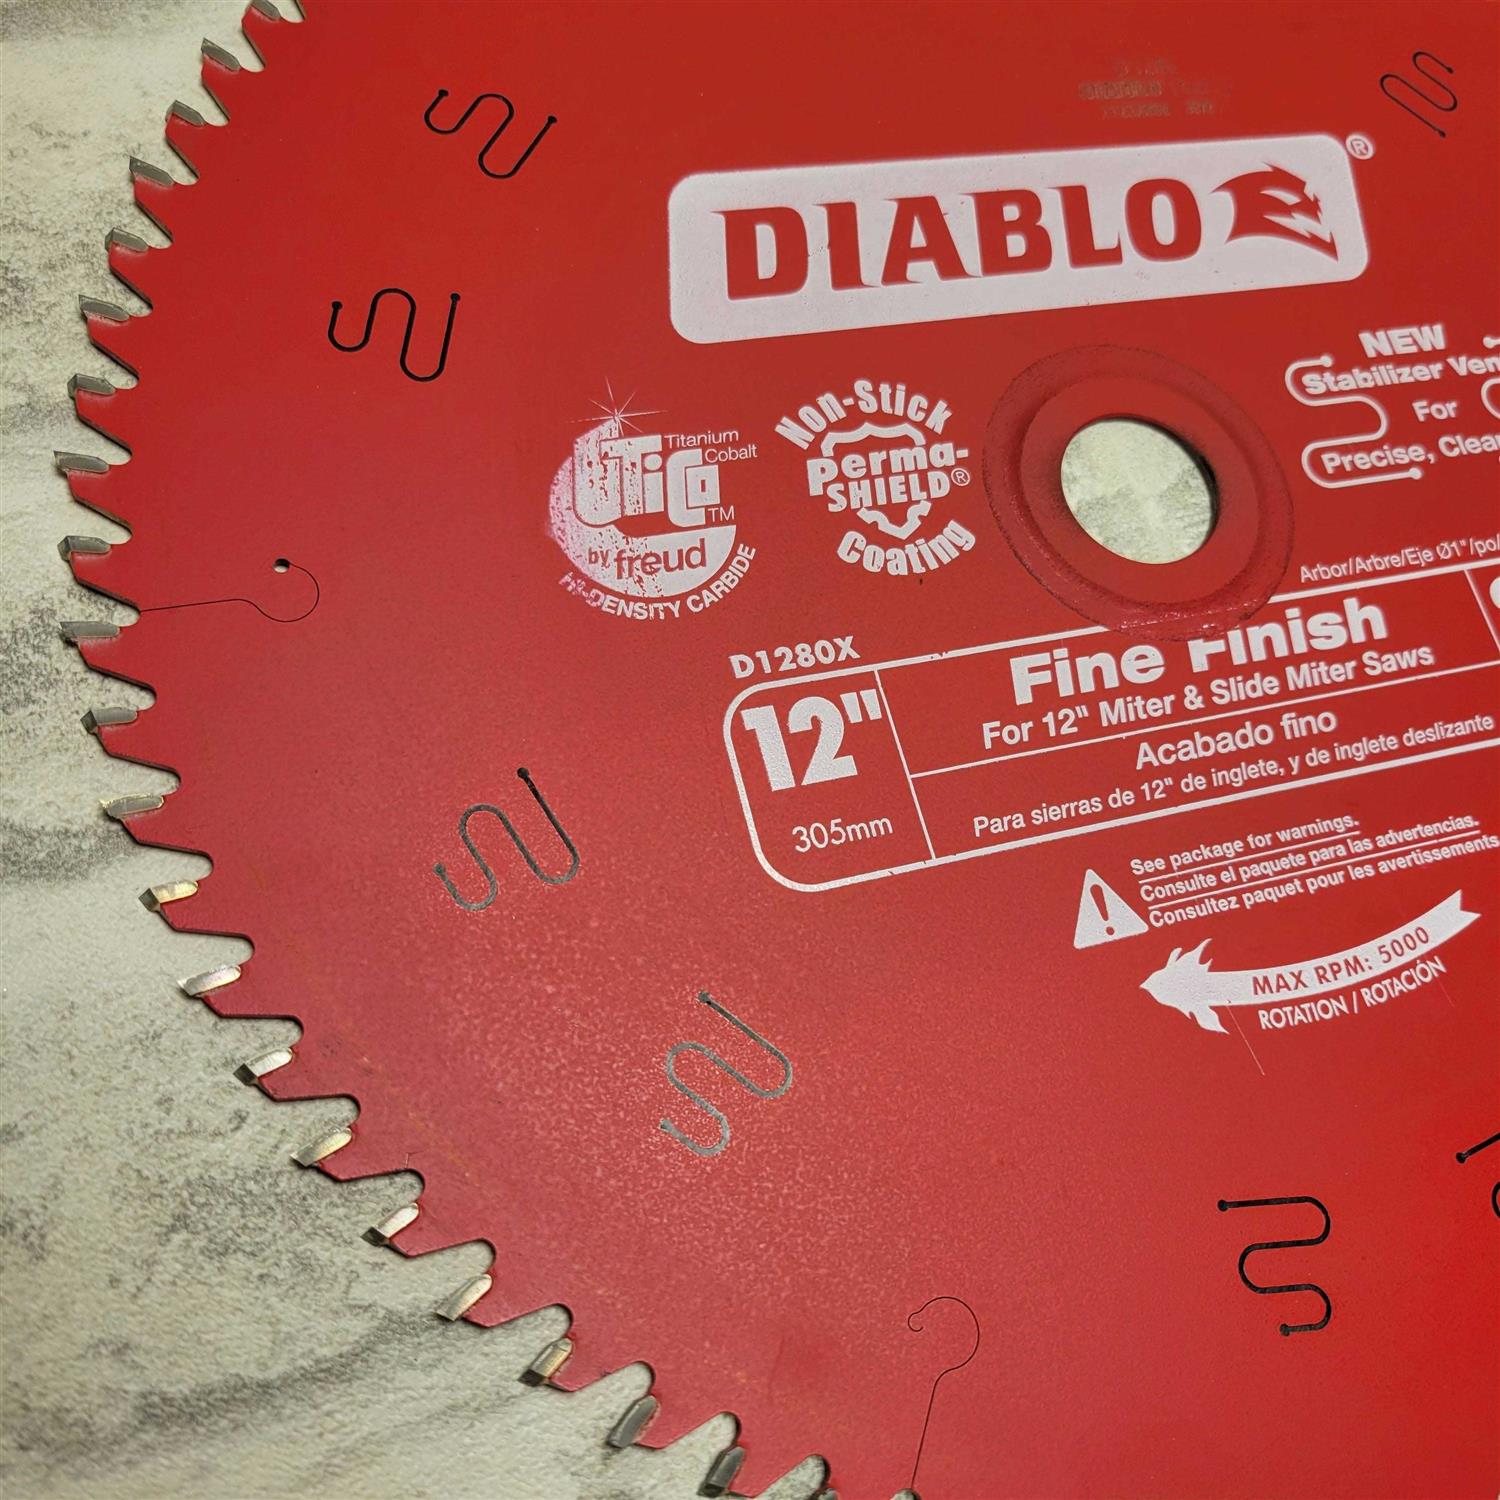 DIABLO®
NEW
Stabilizer Ven
For
Precise, Clea
TiCo™
Titanium
Cobalt
by freud
HI-DENSITY CARBIDE
Non-Stick
Perma-
SHIELD®
Coating
Arbor/Arbre/Eje Ø1"/po/
D1280X
12"
305mm
Fine Finish
For 12" Miter & Slide Miter Saws
Acabado fino
Para sierras de 12" de inglete, y de inglete deslizante
See package for warnings.
Consulte el paquete para las advertencias.
Consultez paquet pour les avertissements.
MAX RPM: 5000
ROTATION / ROTACIÓN